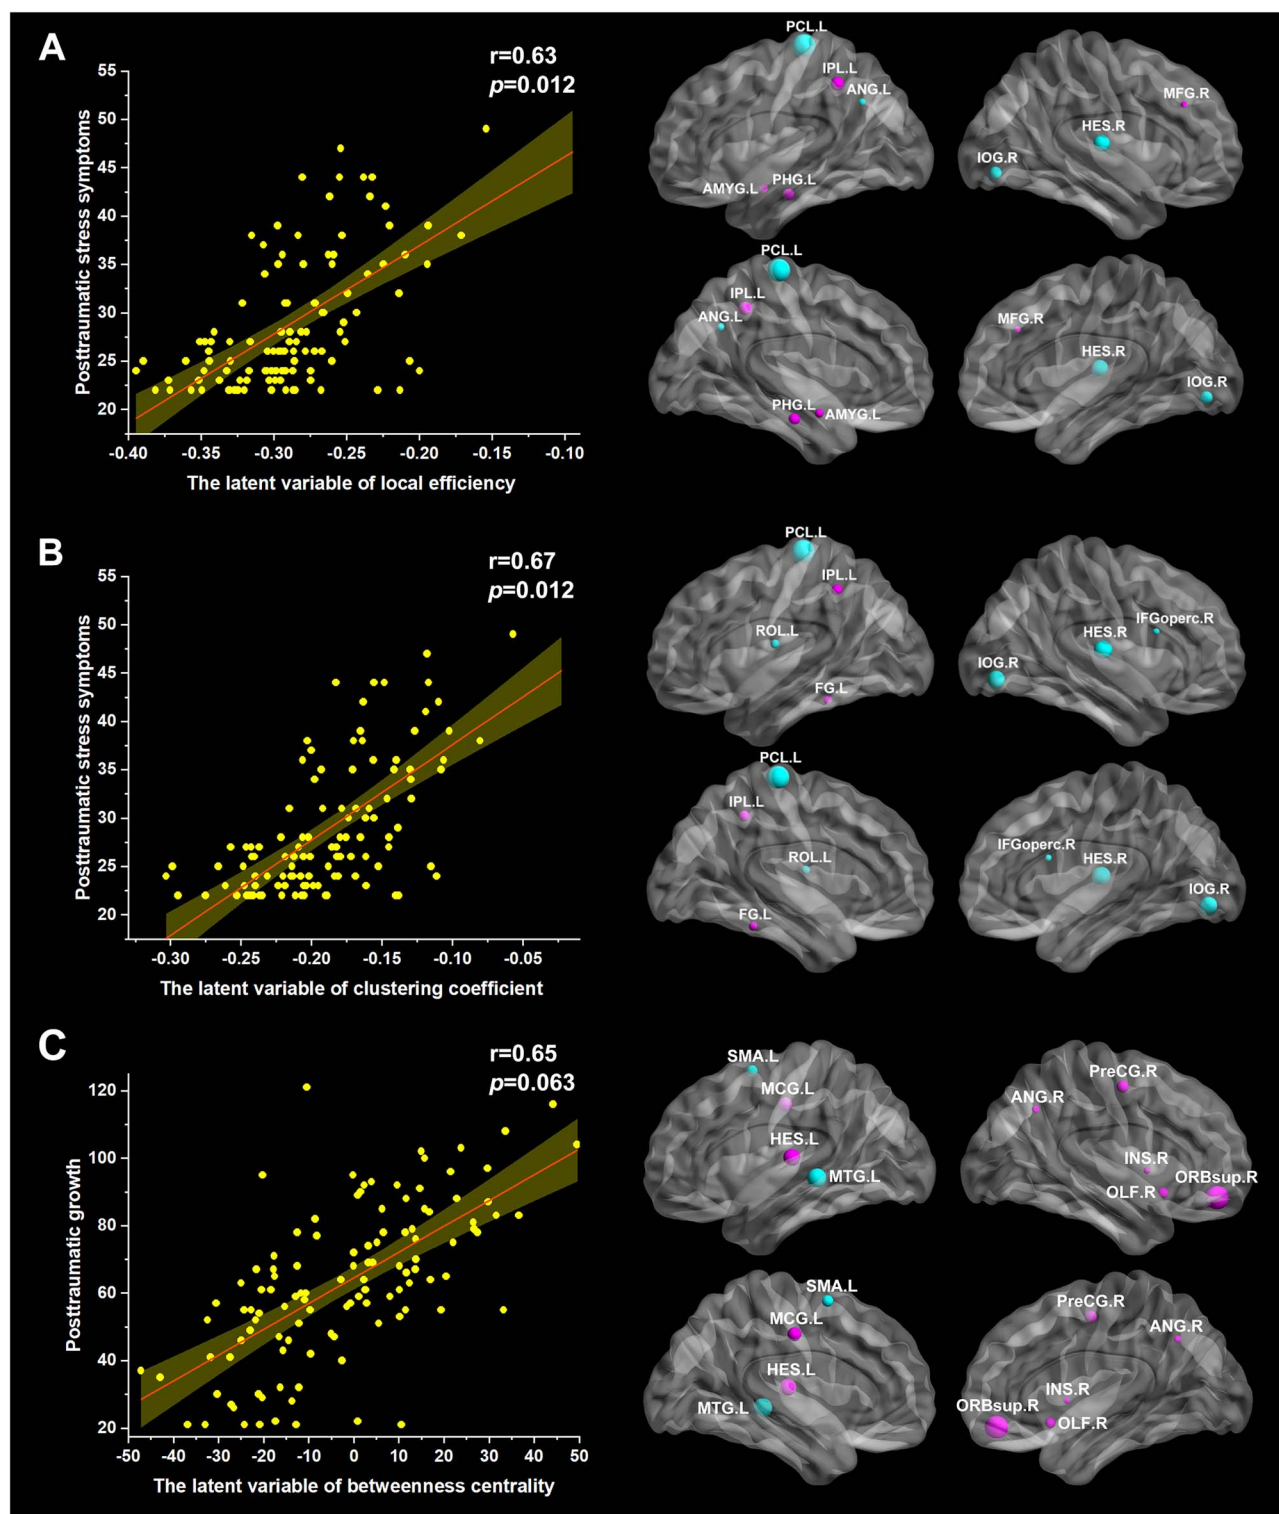 A
r=0.63
p=0.012
Posttraumatic stress symptoms
55
50
45
40
35
30
25
20
-0.40 -0.35 -0.30 -0.25 -0.20 -0.15 -0.10
The latent variable of local efficiency
PCL.L
IPL.L
ANG.L
AMYG.L PHG.L
MFG.R
HES.R
IOG.R
PCL.L
IPL.L
ANG.L
PHG.L
AMYG.L
MFG.R
HES.R
IOG.R
B
r=0.67
p=0.012
Posttraumatic stress symptoms
55
50
45
40
35
30
25
20
-0.30 -0.25 -0.20 -0.15 -0.10 -0.05
The latent variable of clustering coefficient
PCL.L
IPL.L
ROL.L
FG.L
IFGoperc.R
HES.R
IOG.R
PCL.L
IPL.L
ROL.L
FG.L
IFGoperc.R
HES.R
IOG.R
C
r=0.65
p=0.063
Posttraumatic growth
120
100
80
60
40
20
-50 -40 -30 -20 -10 0 10 20 30 40 50
The latent variable of betweenness centrality
SMA.L
MCG.L
HES.L
MTG.L
PreCG.R
ANG.R
INS.R
OLF.R
ORBsup.R
SMA.L
MCG.L
HES.L
MTG.L
PreCG.R
ANG.R
INS.R
ORBsup.R
OLF.R